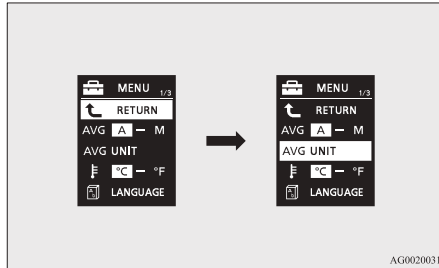 MENU 1/3
RETURN
AVG A - M
AVG UNIT
°C - °F
LANGUAGE
MENU 1/3
RETURN
AVG A - M
AVG UNIT
°C - °F
LANGUAGE
AG0020031